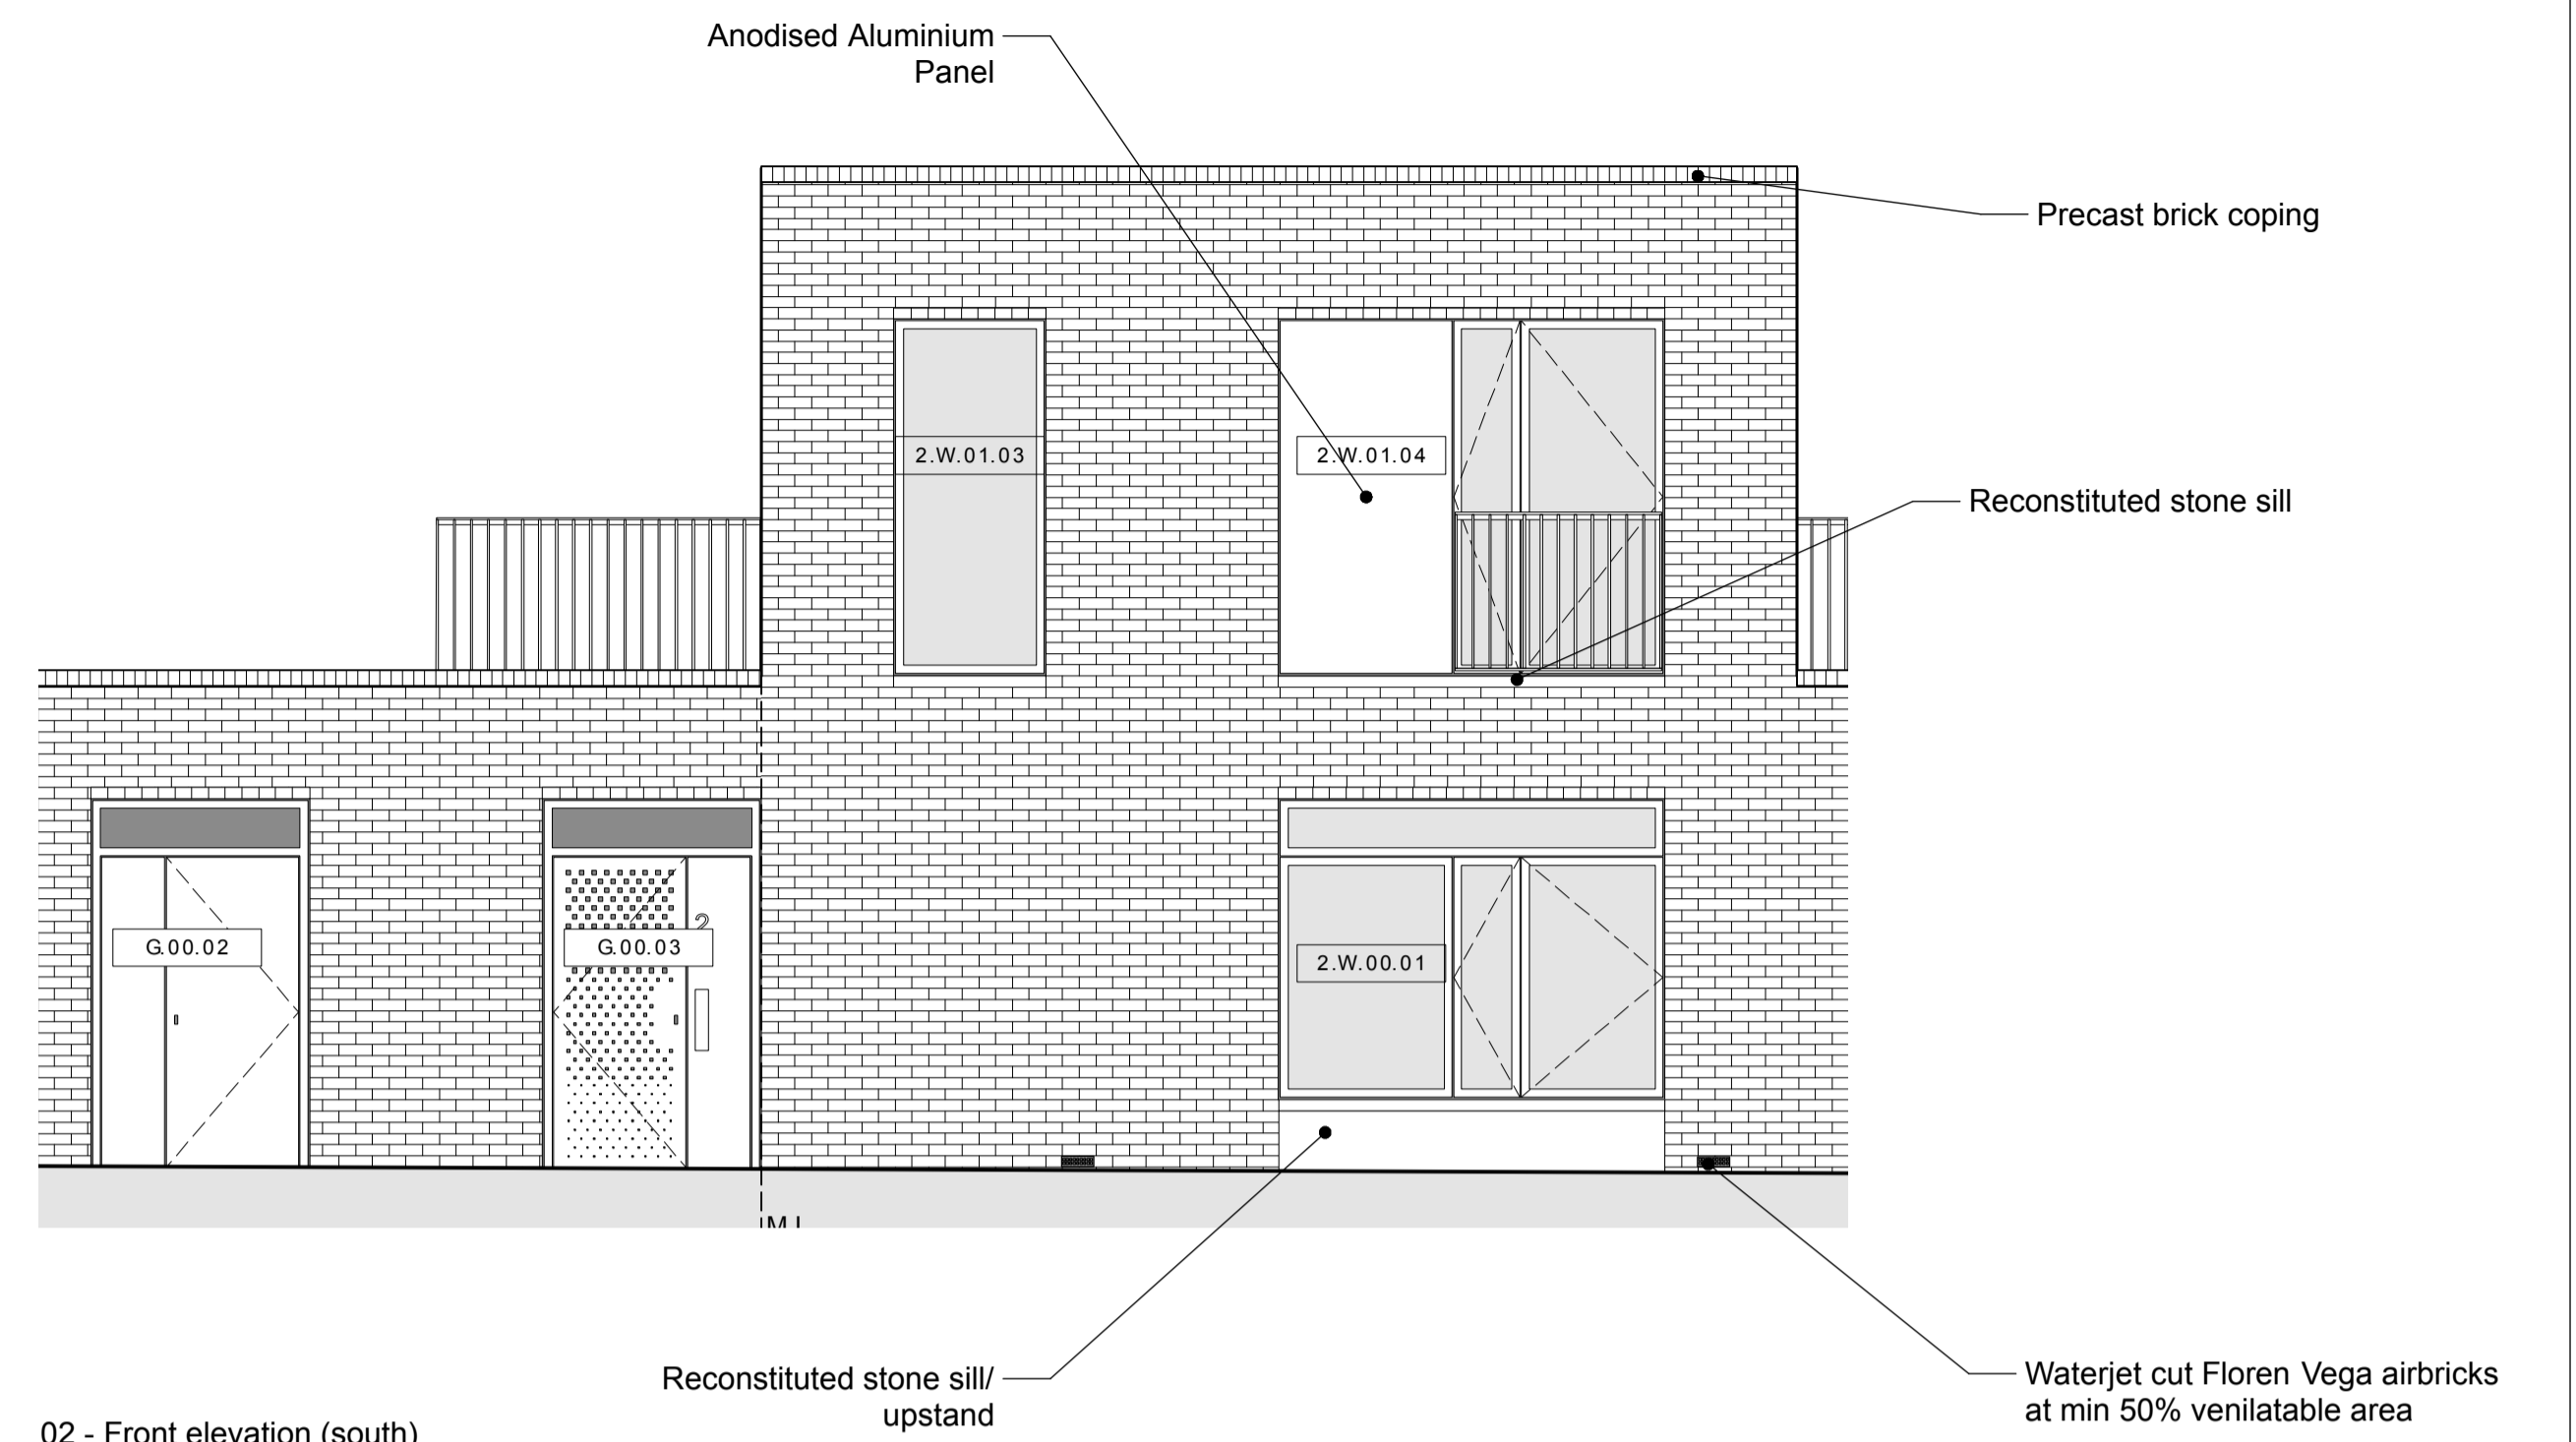 Anodised Aluminium
Panel
Precast brick coping
2.W.01.03
2.W.01.04
Reconstituted stone sill
2
G.00.02
G.00.03
2.W.00.01
Reconstituted stone sill/
upstand
Waterjet cut Floren Vega airbricks
at min 50% venilatable area
02 - Front elevation (south)